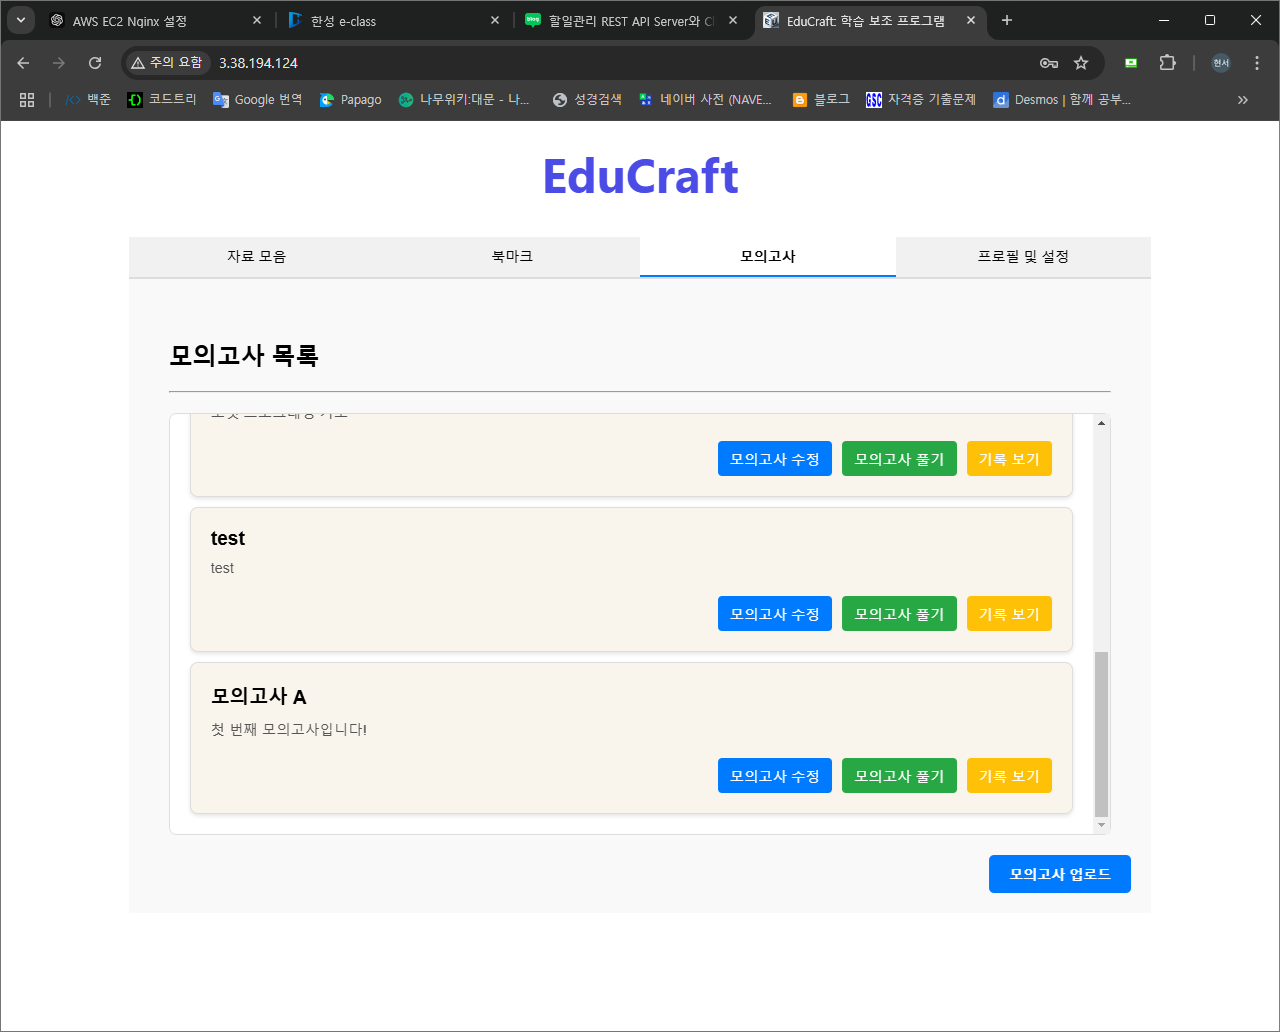 AWS EC2 Nginx 설정
한성 e-class
할일관리 REST API Server와 Cl
EduCraft: 학습 보조 프로그램
주의 요함
3.38.194.124
현서
백준
코드트리
Google 번역
Papago
나무위키:대문 - 나...
성경검색
네이버 사전 (NAVE...
블로그
자격증 기출문제
Desmos | 함께 공부...
EduCraft
자료 모음
북마크
모의고사
프로필 및 설정
모의고사 목록
모의고사 수정
모의고사 풀기
기록 보기
test
test
모의고사 수정
모의고사 풀기
기록 보기
모의고사 A
첫 번째 모의고사입니다!
모의고사 수정
모의고사 풀기
기록 보기
모의고사 업로드